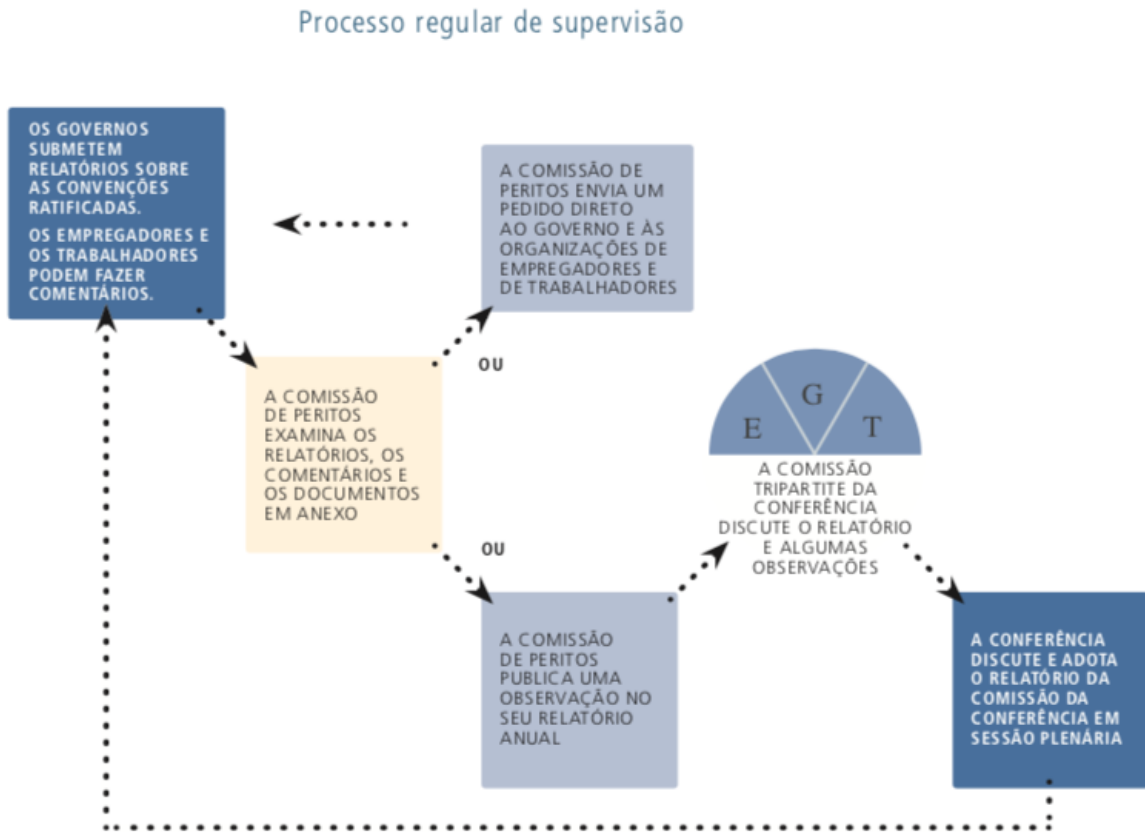 Processo regular de supervisão
OS GOVERNOS
SUBMETEM
RELATÓRIOS SOBRE
AS CONVENÇÕES
RATIFICADAS.
OS EMPREGADORES E
OS TRABALHADORES
PODEM FAZER
COMENTÁRIOS.
A COMISSÃO DE
PERITOS ENVIA UM
PEDIDO DIRETO
AO GOVERNO E ÀS
ORGANIZAÇÕES DE
EMPREGADORES E
DE TRABALHADORES
OU
A COMISSÃO
DE PERITOS
EXAMINA OS
RELATÓRIOS, OS
COMENTÁRIOS E
OS DOCUMENTOS
EM ANEXO
OU
E
G
T
A COMISSÃO
TRIPARTITE DA
CONFERÊNCIA
DISCUTE O RELATÓRIO
E ALGUMAS
OBSERVAÇÕES
A COMISSÃO
DE PERITOS
PUBLICA UMA
OBSERVAÇÃO NO
SEU RELATÓRIO
ANUAL
A CONFERÊNCIA
DISCUTE E ADOTA
O RELATÓRIO DA
COMISSÃO DA
CONFERÊNCIA EM
SESSÃO PLENÁRIA